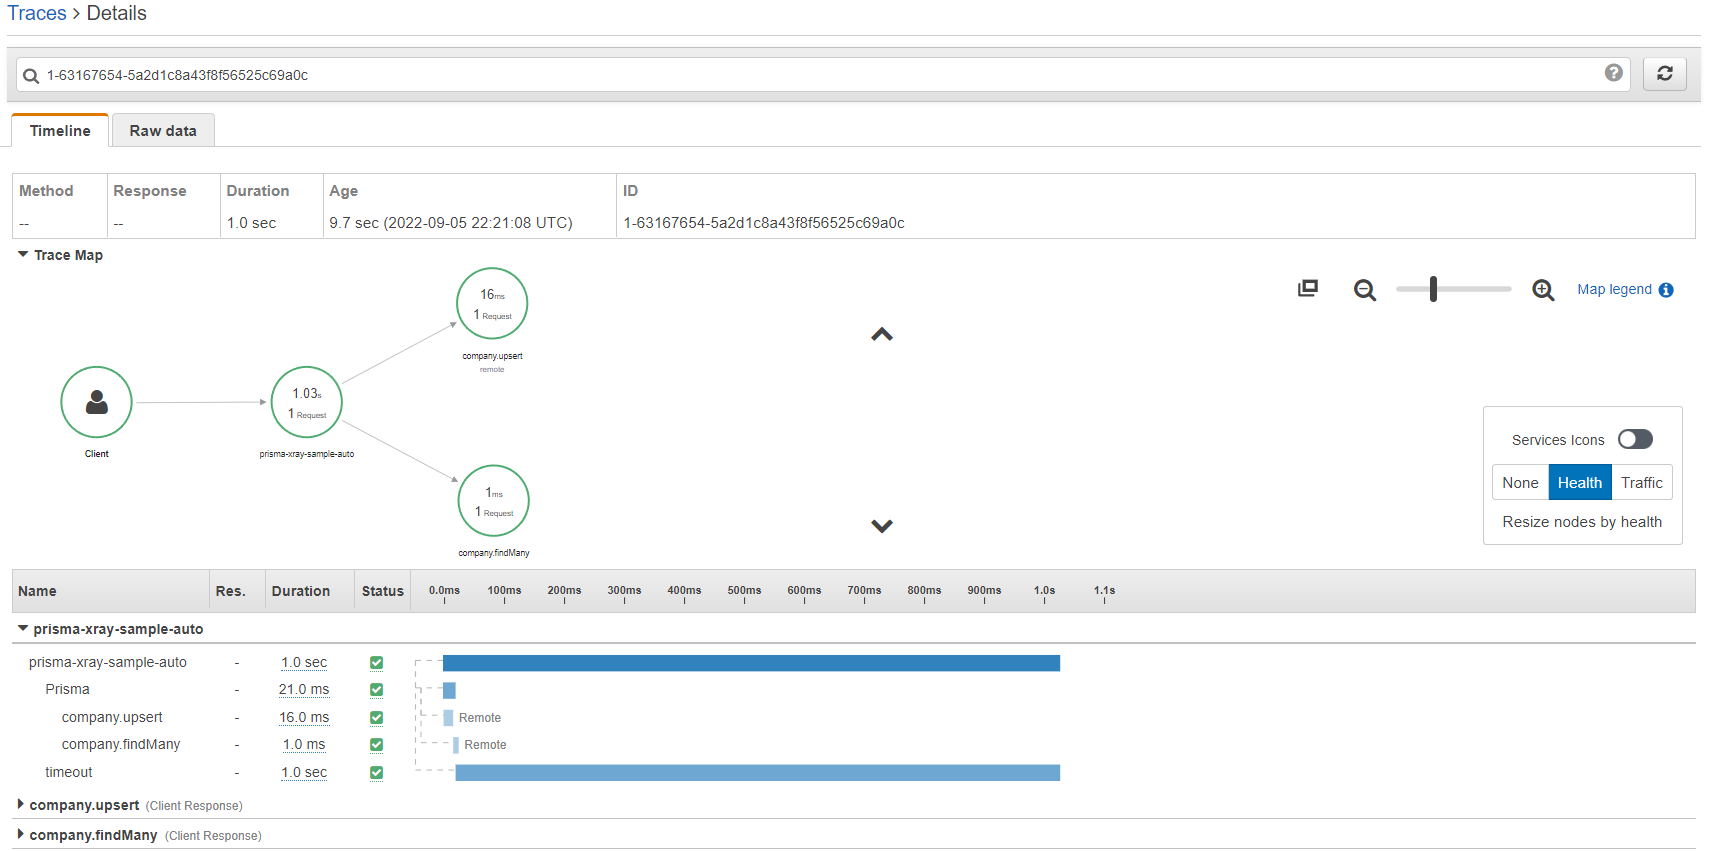 Traces > Details
1-63167654-5a2d1c8a43f8f56525c69a0c
Timeline Raw data
Method Response Duration Age ID
-- -- 1.0 sec 9.7 sec (2022-09-05 22:21:08 UTC) 1-63167654-5a2d1c8a43f8f56525c69a0c
Trace Map
Map legend
16ms
1 Request
company.upsert
remote
1.03s
1 Request
Client
prisma-xray-sample-auto
1ms
1 Request
company.findMany
Services Icons
None Health Traffic
Resize nodes by health
Name Res. Duration Status 0.0ms 100ms 200ms 300ms 400ms 500ms 600ms 700ms 800ms 900ms 1.0s 1.1s
prisma-xray-sample-auto
prisma-xray-sample-auto - 1.0 sec
Prisma - 21.0 ms
company.upsert - 16.0 ms Remote
company.findMany - 1.0 ms Remote
timeout - 1.0 sec
company.upsert (Client Response)
company.findMany (Client Response)